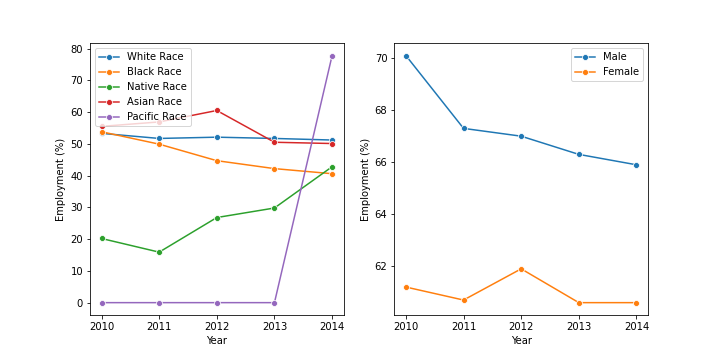 80
70
60
50
40
30
20
10
0
Employment (%)
White Race
Black Race
Native Race
Asian Race
Pacific Race
2010 2011 2012 2013 2014
Year
70
68
66
64
62
Employment (%)
Male
Female
2010 2011 2012 2013 2014
Year